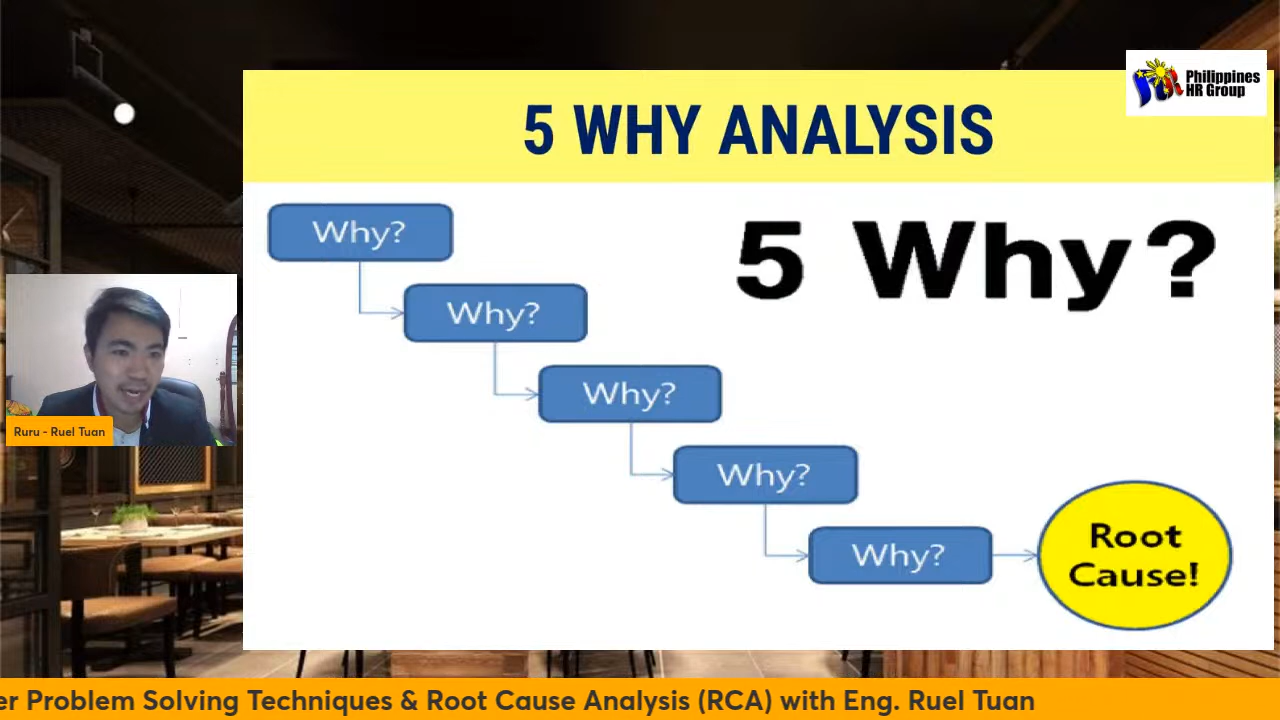 Philippines
HR Group
5 WHY ANALYSIS
5 Why?
Why?
Why?
Why?
Why?
Why?
Root
Cause!
Ruru - Ruel Tuan
er Problem Solving Techniques & Root Cause Analysis (RCA) with Eng. Ruel Tuan